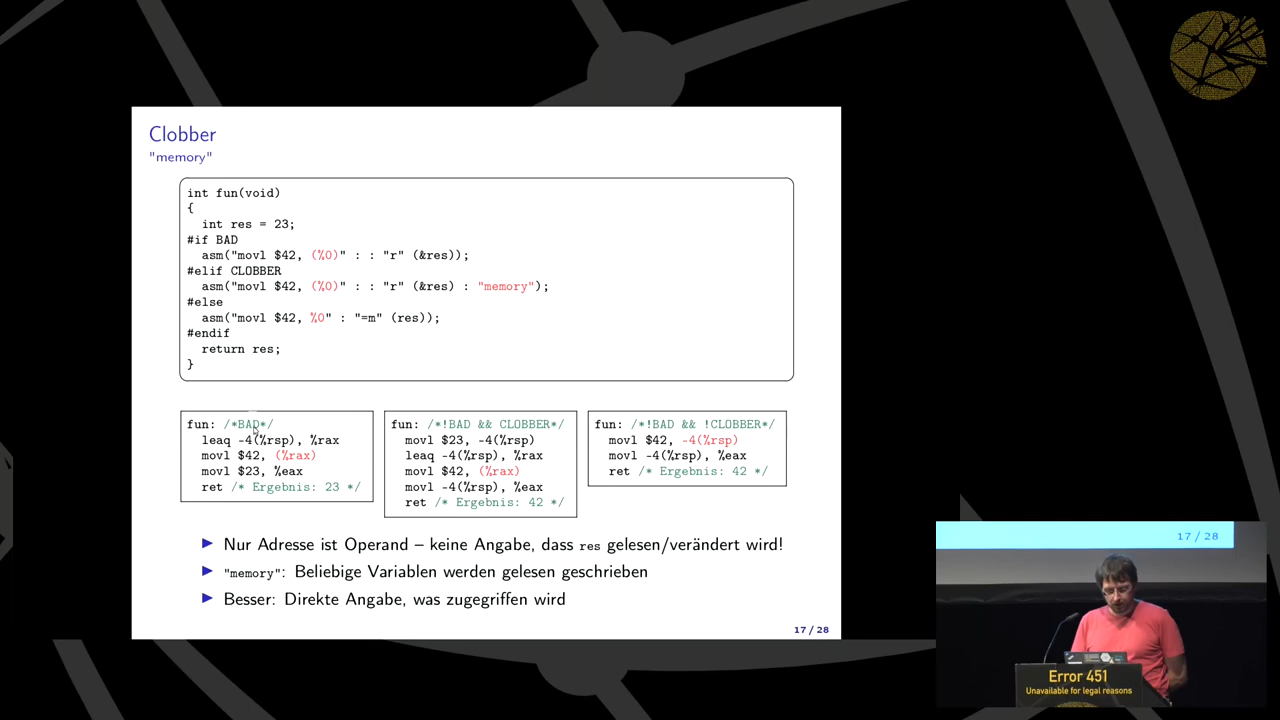 Clobber
"memory"
int fun(void)
{
int res = 23;
#if BAD
asm("movl $42, (%0)" : : "r" (&res));
#elif CLOBBER
asm("movl $42, (%0)" : : "r" (&res) : "memory");
#else
asm("movl $42, %0" : "=m" (res));
#endif
return res;
}
fun: /*BAD*/
leaq -4(%rsp), %rax
movl $42, (%rax)
movl $23, %eax
ret /* Ergebnis: 23 */
fun: /*!BAD && CLOBBER*/
movl $23, -4(%rsp)
leaq -4(%rsp), %rax
movl $42, (%rax)
movl -4(%rsp), %eax
ret /* Ergebnis: 42 */
fun: /*!BAD && !CLOBBER*/
movl $42, -4(%rsp)
movl -4(%rsp), %eax
ret /* Ergebnis: 42 */
Nur Adresse ist Operand – keine Angabe, dass res gelesen/verändert wird!
"memory": Beliebige Variablen werden gelesen geschrieben
Besser: Direkte Angabe, was zugegriffen wird
17 / 28
17 / 28
Error 451
Unavailable for legal reasons